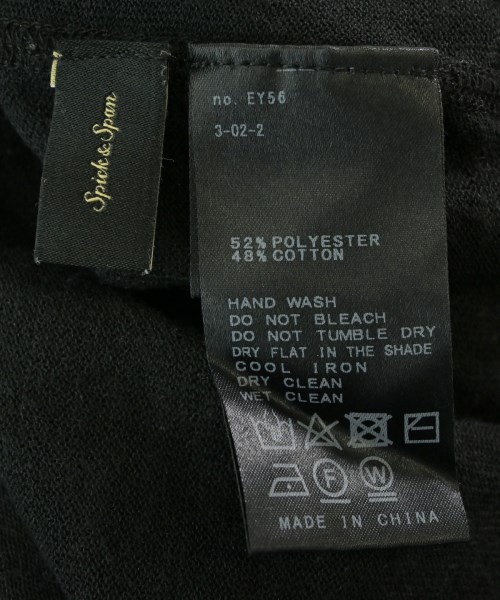 Spick & Span
no. EY56
3-02-2
52% POLYESTER
48% COTTON
HAND WASH
DO NOT BLEACH
DO NOT TUMBLE DRY
DRY FLAT IN THE SHADE
COOL IRON
DRY CLEAN
WET CLEAN
F W
MADE IN CHINA